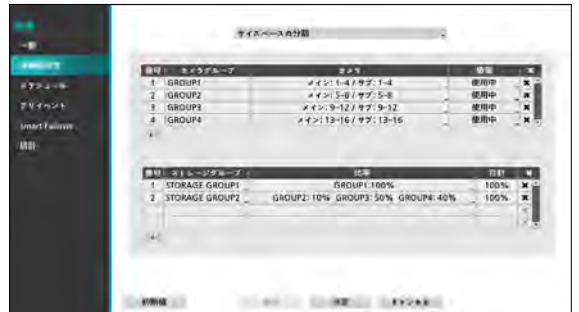 一般
スケジュール
プリイベント
Smart Failover
統計
サイズベースの分割
番号 カメラグループ カメラ 状態
1 GROUP1 メイン: 1-4 / サブ: 1-4 使用中
2 GROUP2 メイン: 5-8 / サブ: 5-8 使用中
3 GROUP3 メイン: 9-12 / サブ: 9-12 使用中
4 GROUP4 メイン: 13-16 / サブ: 13-16 使用中
+
番号 ストレージグループ 比率 合計
1 STORAGE GROUP1 GROUP1:100% 100%
2 STORAGE GROUP2 GROUP2: 10% GROUP3: 50% GROUP4: 40% 100%
+
初期値 決定 キャンセル